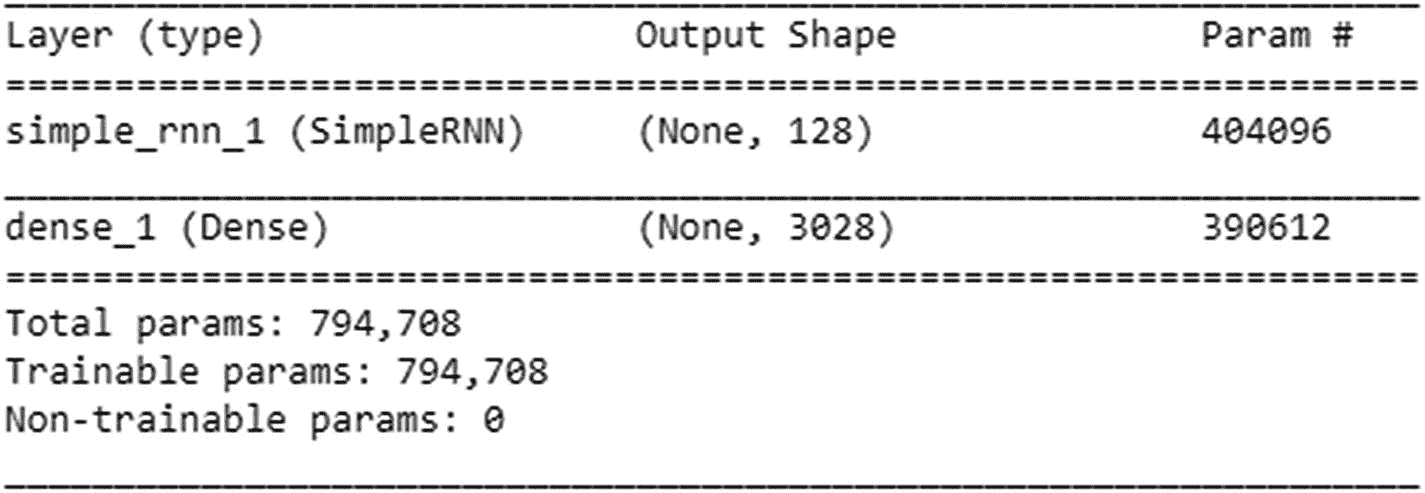 Layer (type) Output Shape Param #
simple_rnn_1 (SimpleRNN) (None, 128) 404096
dense_1 (Dense) (None, 3028) 390612
Total params: 794,708
Trainable params: 794,708
Non-trainable params: 0